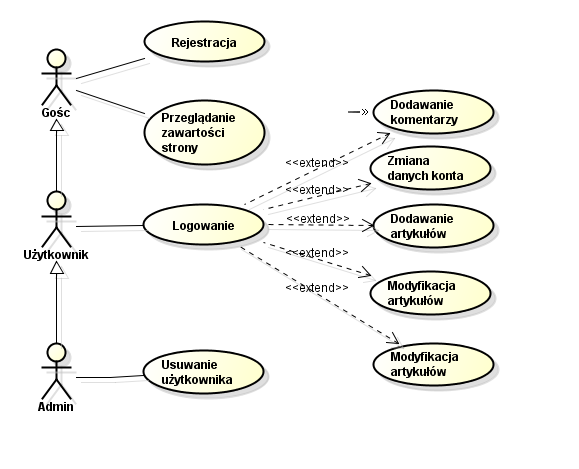 Rejestracja
Gośc
Przeglądanie
zawartości
strony
Dodawanie
komentarzy
<<extend>>
Zmiana
danych konta
<<extend>>
Użytkownik
Logowanie
<<extend>>
Dodawanie
artykułów
<<extend>>
Modyfikacja
artykułów
<<extend>>
Admin
Usuwanie
użytkownika
Modyfikacja
artykułów